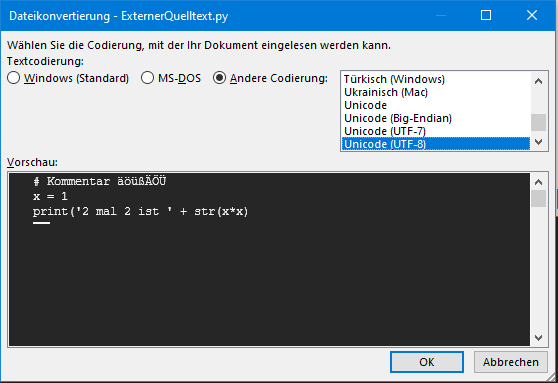 Dateikonvertierung - ExternerQuelltext.py
Wählen Sie die Codierung, mit der Ihr Dokument eingelesen werden kann.
Textcodierung:
Windows (Standard) MS-DOS Andere Codierung:
Türkisch (Windows)
Ukrainisch (Mac)
Unicode
Unicode (Big-Endian)
Unicode (UTF-7)
Unicode (UTF-8)
Vorschau:
# Kommentar äöüßÄÖÜ
x = 1
print('2 mal 2 ist ' + str(x*x)
OK Abbrechen